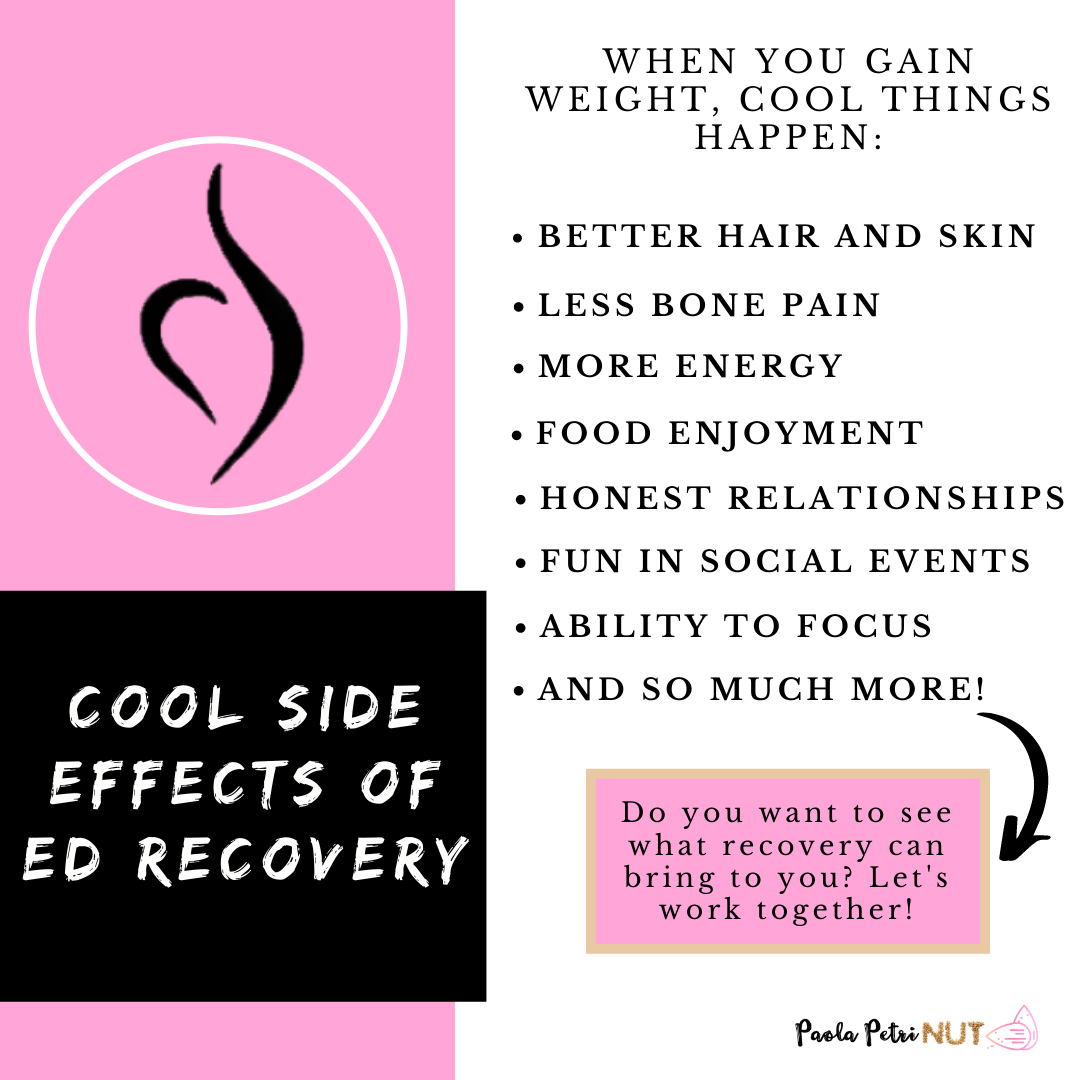 WHEN YOU GAIN
WEIGHT, COOL THINGS
HAPPEN:
• BETTER HAIR AND SKIN
• LESS BONE PAIN
• MORE ENERGY
• FOOD ENJOYMENT
• HONEST RELATIONSHIPS
• FUN IN SOCIAL EVENTS
• ABILITY TO FOCUS
• AND SO MUCH MORE!
COOL SIDE
EFFECTS OF
ED RECOVERY
Do you want to see
what recovery can
bring to you? Let's
work together!
Paola Petri NUT